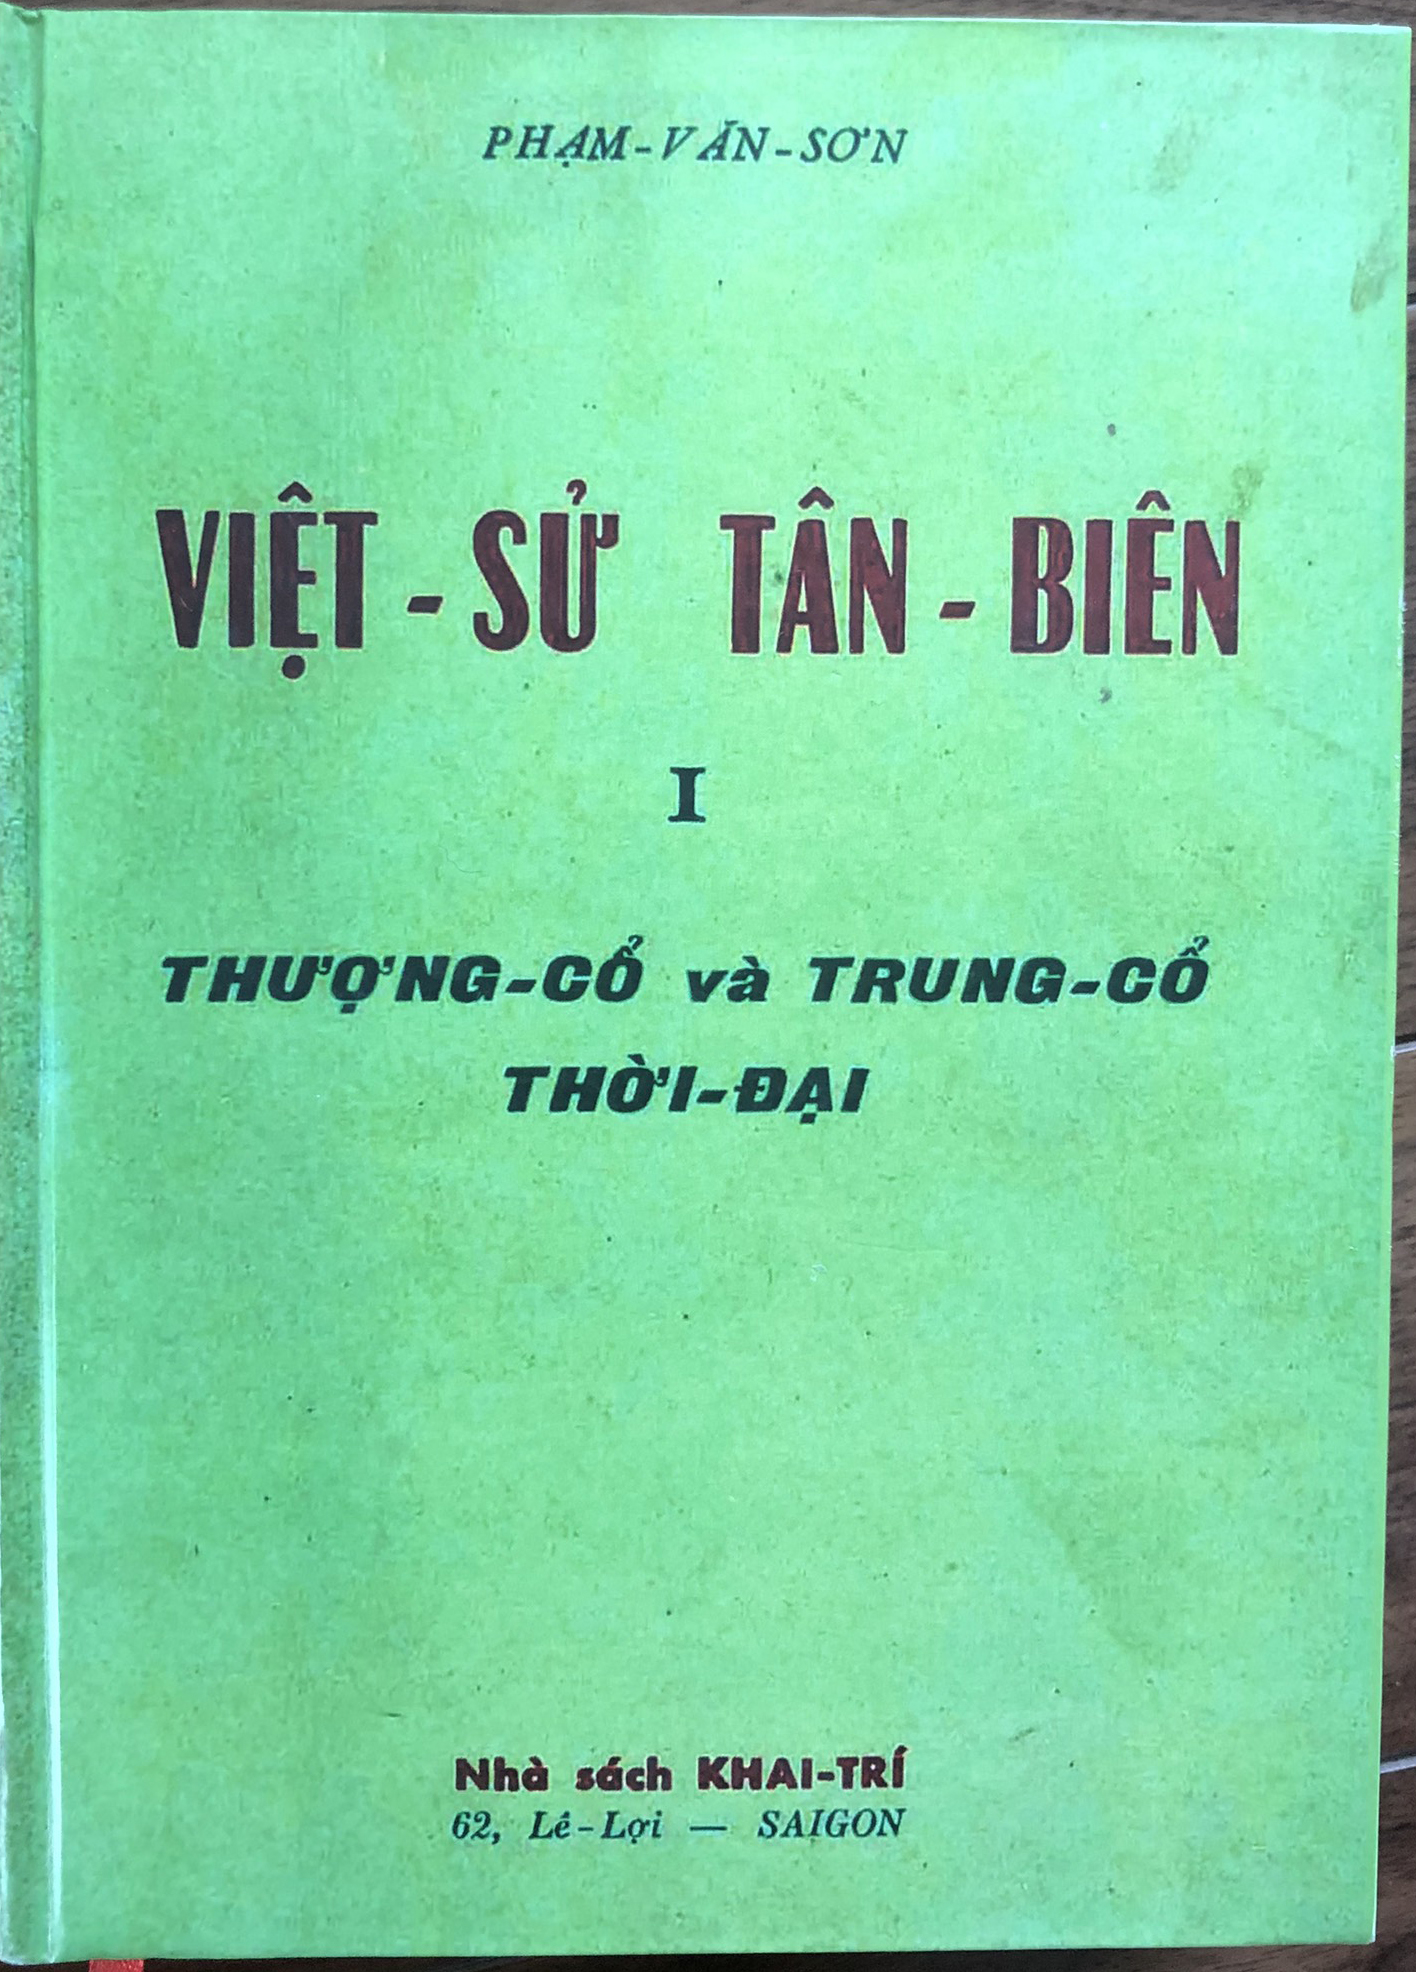 PHẠM-VĂN-SƠN
VIỆT-SỬ TÂN-BIÊN
I
THƯỢNG-CỔ và TRUNG-CỔ
THỜI-ĐẠI
Nhà sách KHAI-TRÍ
62, Lê-Lợi — SAIGON